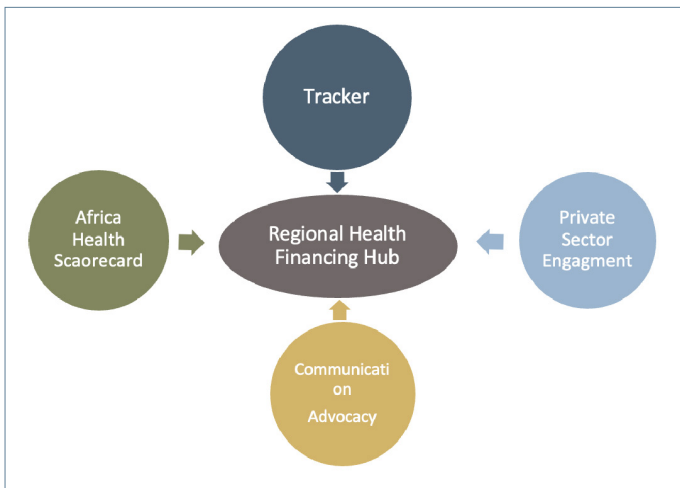 Tracker
Africa
Health
Scaorecard
Regional Health
Financing Hub
Private
Sector
Engagment
Communicati
on
Advocacy